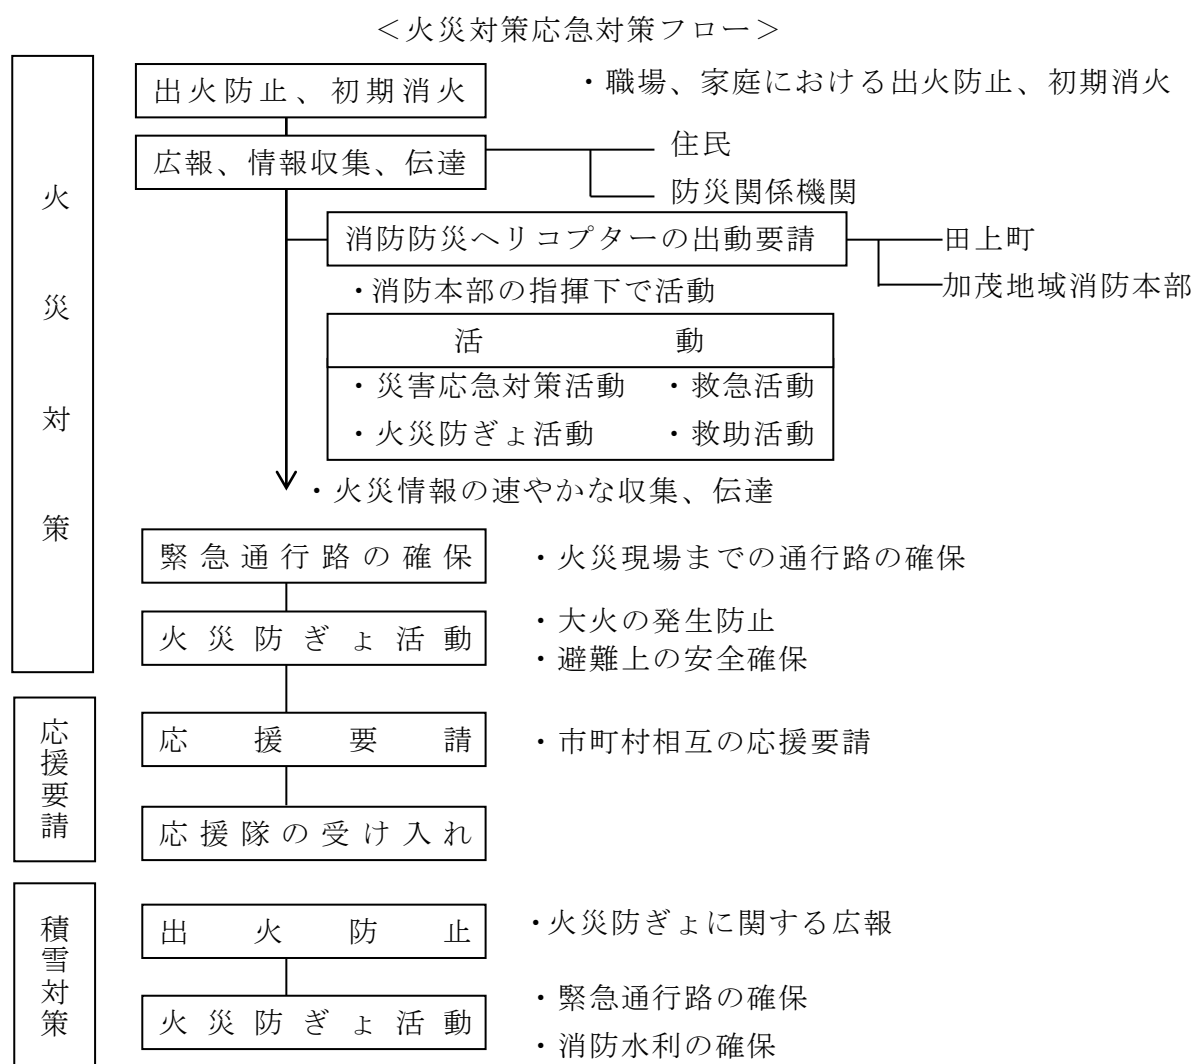 ＜火災対策応急対策フロー＞
火災対策
出火防止、初期消火
・職場、家庭における出火防止、初期消火
広報、情報収集、伝達
住民
防災関係機関
消防防災ヘリコプターの出動要請
田上町
加茂地域消防本部
・消防本部の指揮下で活動
活動
・災害応急対策活動 ・救急活動
・火災防ぎょ活動 ・救助活動
・火災情報の速やかな収集、伝達
緊急通行路の確保
・火災現場までの通行路の確保
火災防ぎょ活動
・大火の発生防止
・避難上の安全確保
応援要請
応援要請
・市町村相互の応援要請
応援隊の受け入れ
積雪対策
出火防止
・火災防ぎょに関する広報
火災防ぎょ活動
・緊急通行路の確保
・消防水利の確保